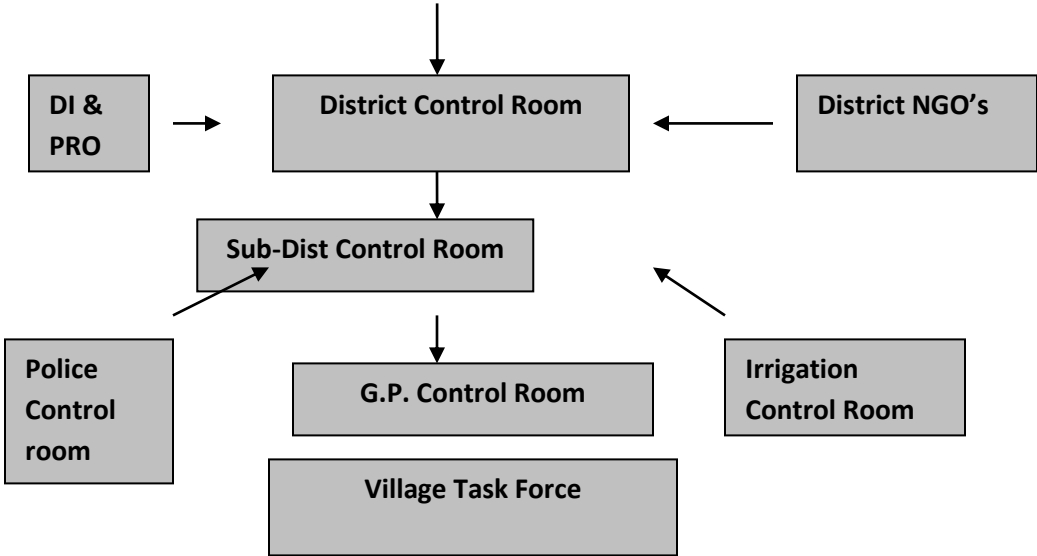 DI &
PRO
District Control Room
District NGO's
Sub-Dist Control Room
Police
Control
room
G.P. Control Room
Irrigation
Control Room
Village Task Force